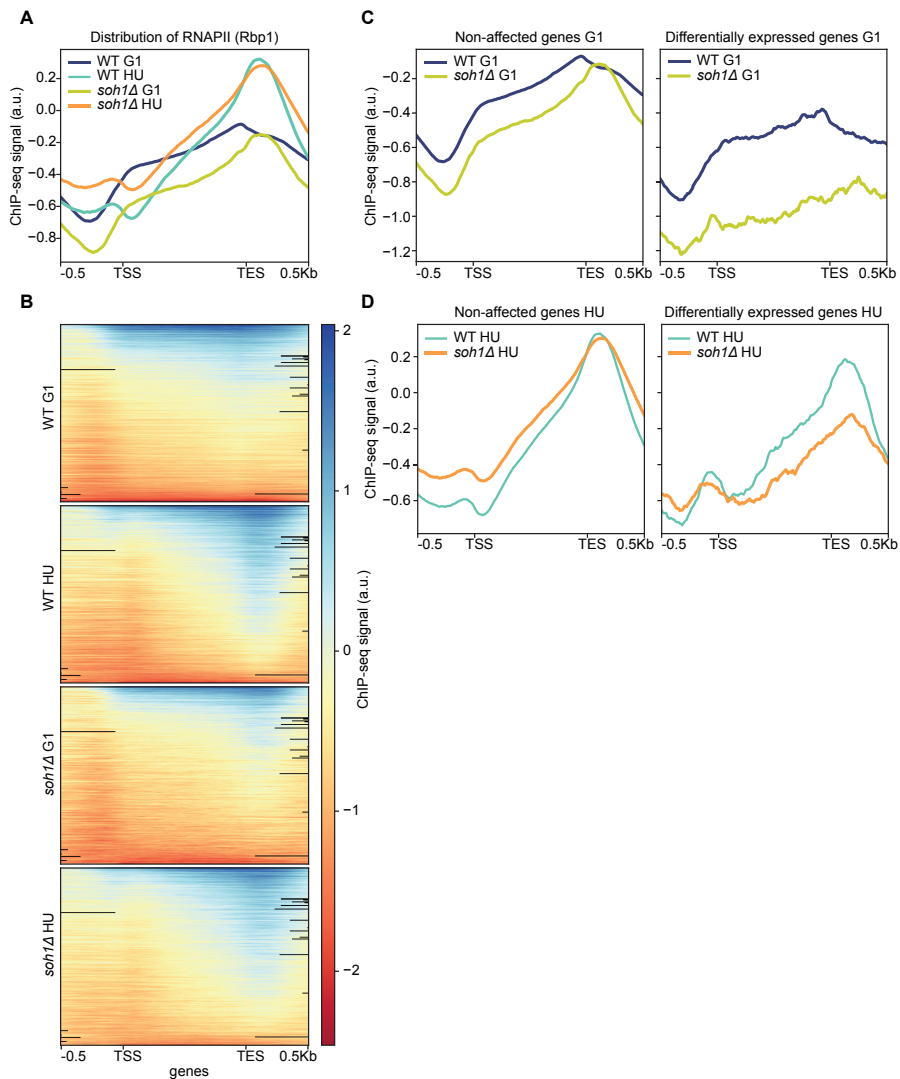 A
Distribution of RNAPII (Rbp1)
WT G1
WT HU
soh1Δ G1
soh1Δ HU
ChIP-seq signal (a.u.)
0.2
0.0
−0.2
−0.4
−0.6
−0.8
-0.5
TSS
TES
0.5Kb
C
Non-affected genes G1
WT G1
soh1Δ G1
ChIP-seq signal (a.u.)
−0.2
−0.4
−0.6
−0.8
−1.0
−1.2
-0.5
TSS
TES
0.5Kb
Differentially expressed genes G1
WT G1
soh1Δ G1
-0.5
TSS
TES
0.5Kb
B
WT G1
WT HU
soh1Δ G1
soh1Δ HU
-0.5
TSS
TES
0.5Kb
genes
2
1
0
−1
−2
ChIP-seq signal (a.u.)
D
Non-affected genes HU
WT HU
soh1Δ HU
ChIP-seq signal (a.u.)
0.2
0.0
−0.2
−0.4
−0.6
-0.5
TSS
TES
0.5Kb
Differentially expressed genes HU
WT HU
soh1Δ HU
-0.5
TSS
TES
0.5Kb